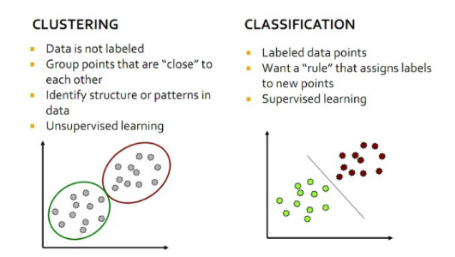 CLUSTERING
▪ Data is not labeled
▪ Group points that are “close” to
each other
▪ Identify structure or patterns in
data
▪ Unsupervised learning
CLASSIFICATION
▪ Labeled data points
▪ Want a “rule” that assigns labels
to new points
▪ Supervised learning